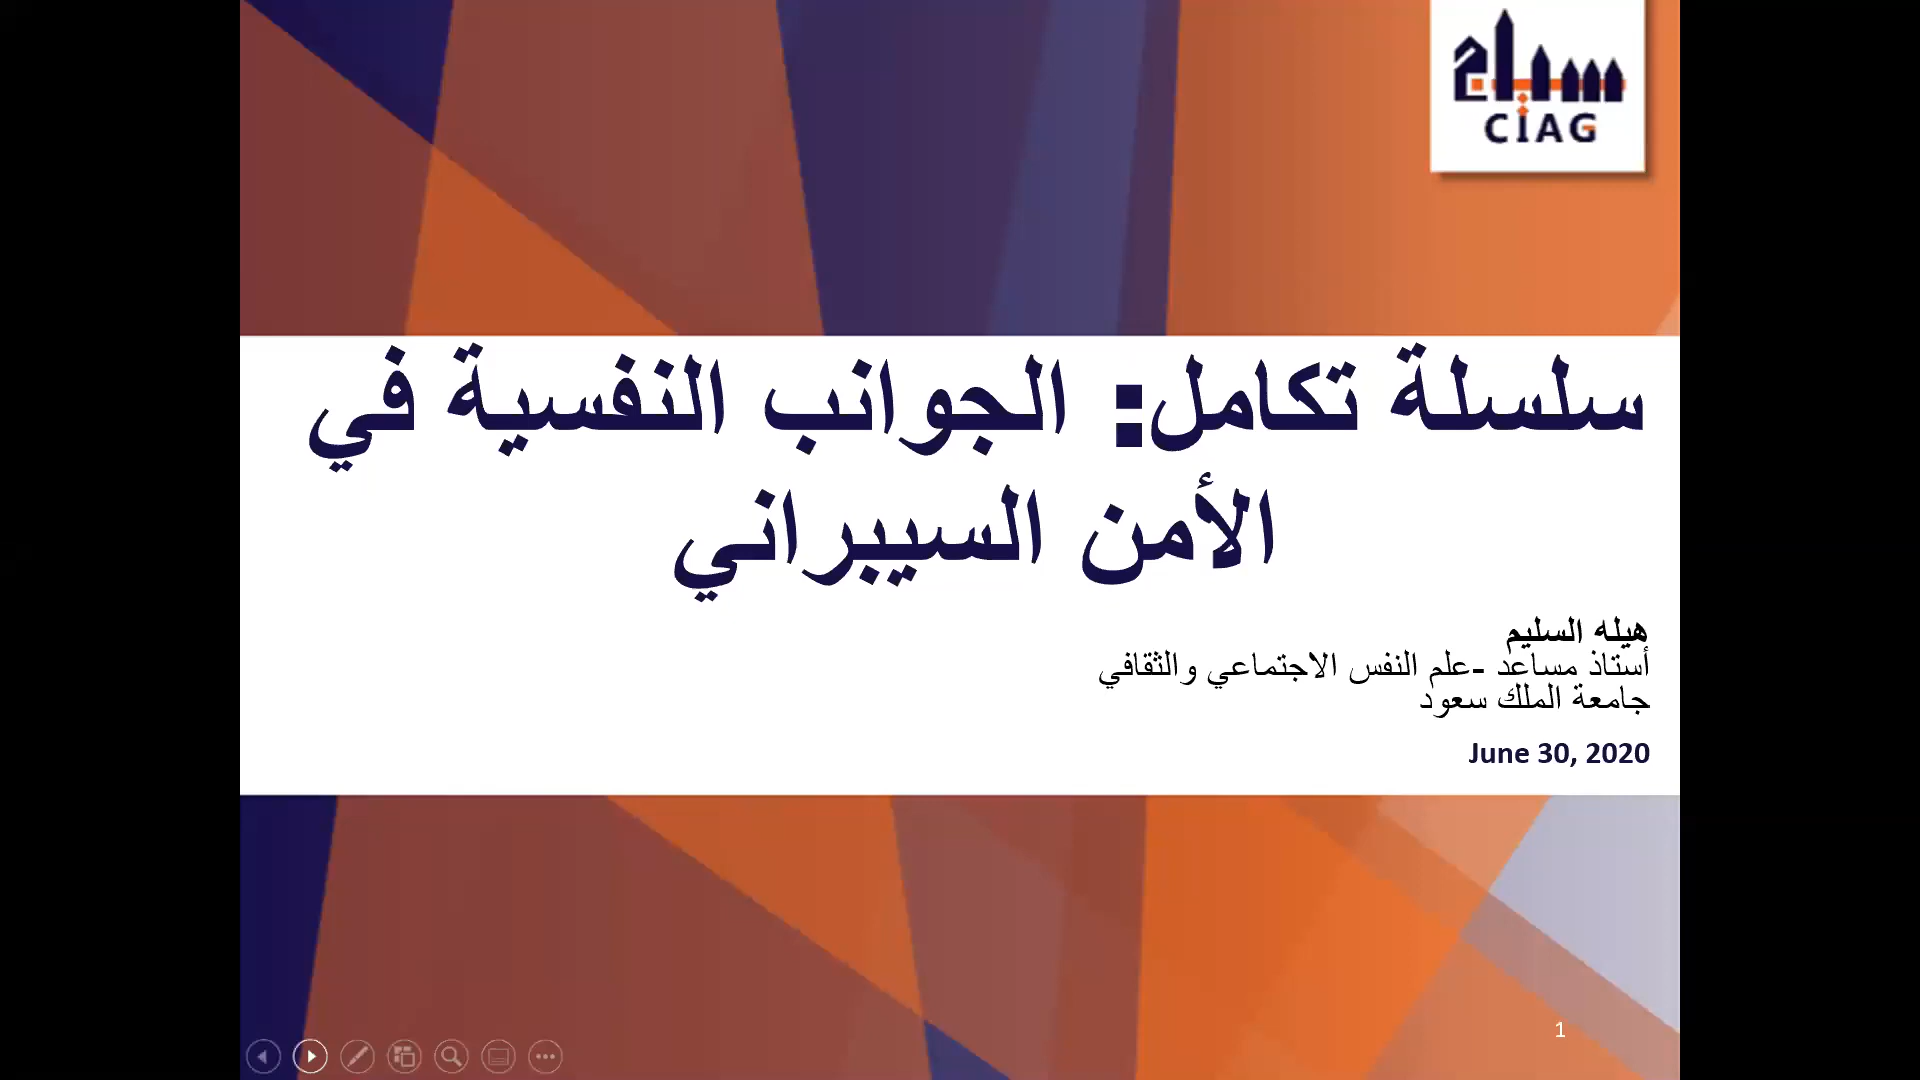 سياج
CIAG
سلسلة تكامل: الجوانب النفسية في
الأمن السيبراني
هيله السليم
أستاذ مساعد -علم النفس الاجتماعي والثقافي
جامعة الملك سعود
June 30, 2020
1